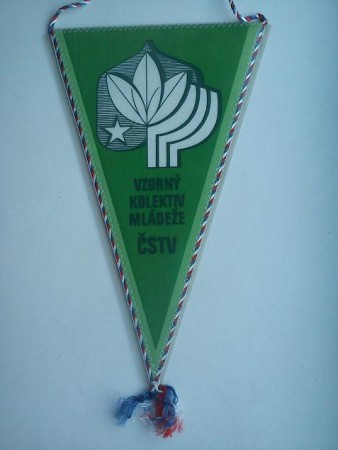 VZORNÝ
KOLEKTIV
MLÁDEŽE
ČSTV